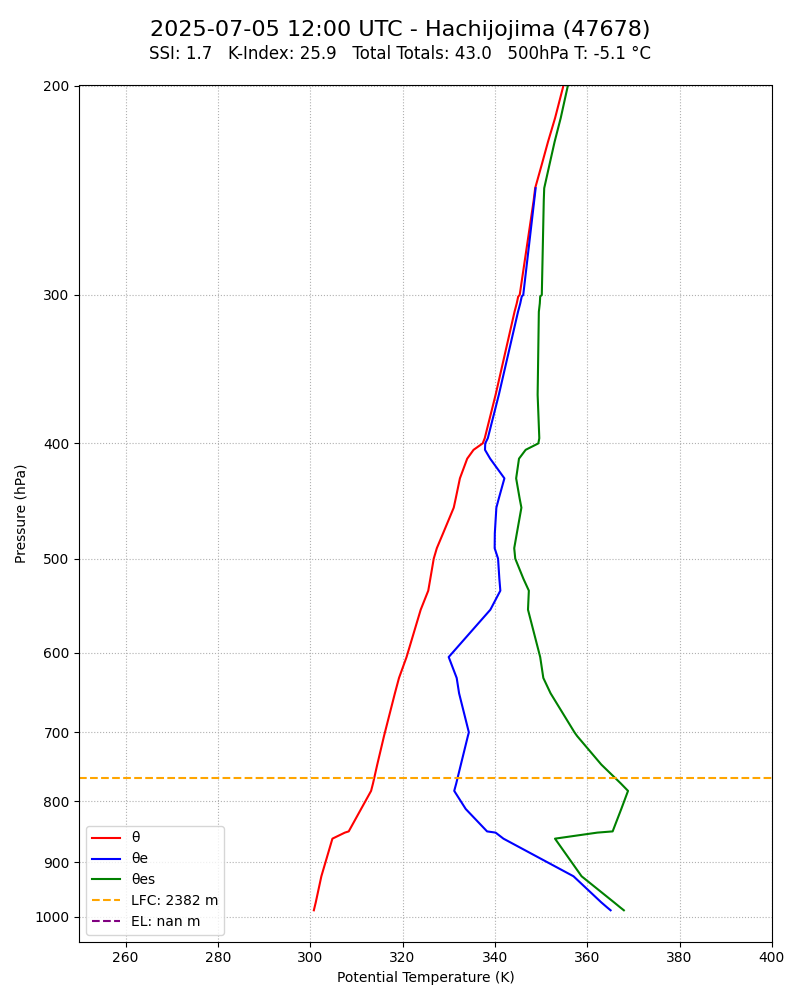 2025-07-05 12:00 UTC - Hachijojima (47678)
SSI: 1.7   K-Index: 25.9   Total Totals: 43.0   500hPa T: -5.1 °C
200
300
400
500
600
700
800
900
1000
Pressure (hPa)
θ
θe
θes
LFC: 2382 m
EL: nan m
260
280
300
320
340
360
380
400
Potential Temperature (K)